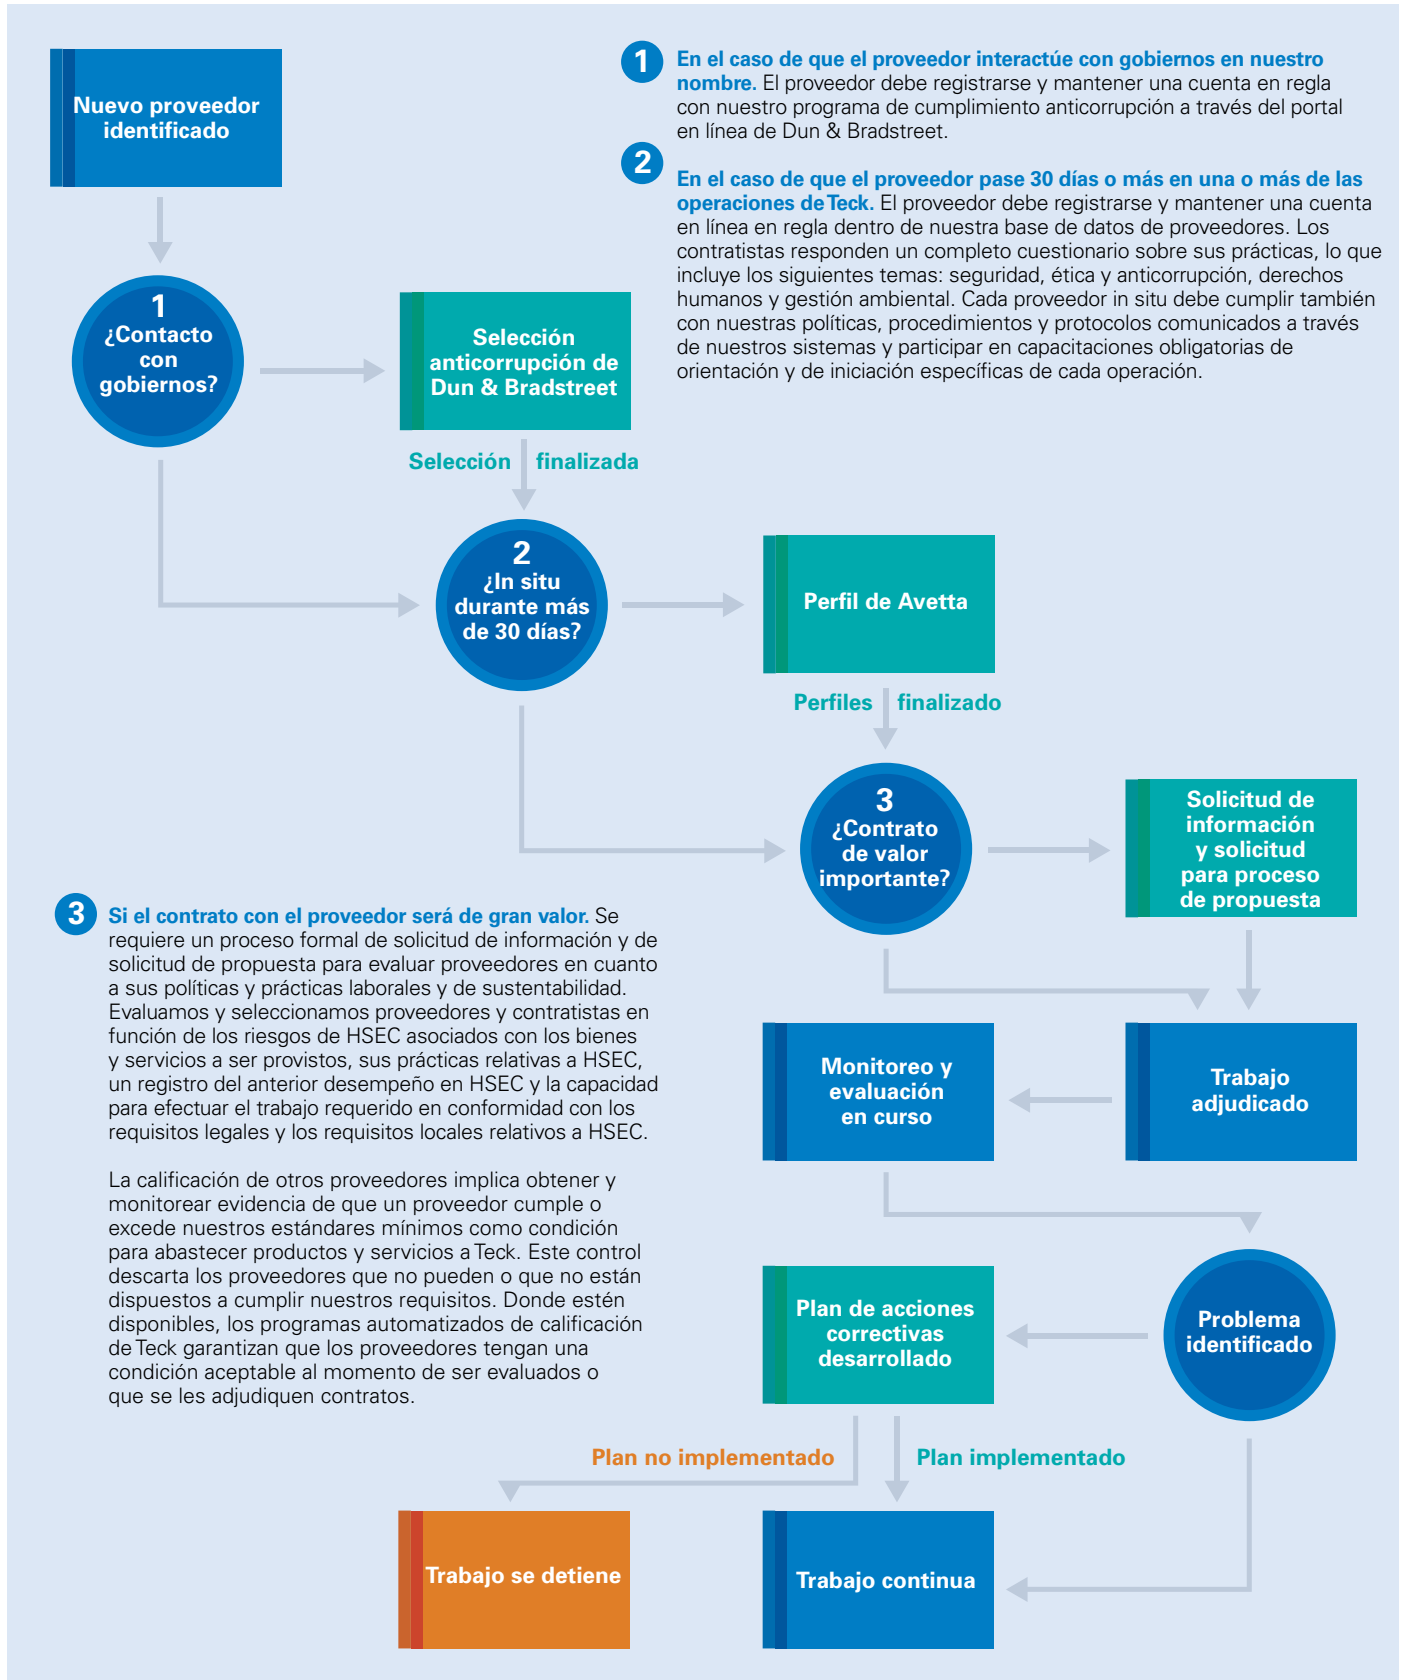 Nuevo proveedor
identificado
1
En el caso de que el proveedor interactúe con gobiernos en nuestro
nombre. El proveedor debe registrarse y mantener una cuenta en regla
con nuestro programa de cumplimiento anticorrupción a través del portal
en línea de Dun & Bradstreet.
2
En el caso de que el proveedor pase 30 días o más en una o más de las
operaciones de Teck. El proveedor debe registrarse y mantener una cuenta
en línea en regla dentro de nuestra base de datos de proveedores. Los
contratistas responden un completo cuestionario sobre sus prácticas, lo que
incluye los siguientes temas: seguridad, ética y anticorrupción, derechos
humanos y gestión ambiental. Cada proveedor in situ debe cumplir también
con nuestras políticas, procedimientos y protocolos comunicados a través
de nuestros sistemas y participar en capacitaciones obligatorias de
orientación y de iniciación específicas de cada operación.
1
¿Contacto
con
gobiernos?
Selección
anticorrupción de
Dun & Bradstreet
Selección finalizada
2
¿In situ
durante más
de 30 días?
Perfil de Avetta
Perfiles finalizado
3
¿Contrato
de valor
importante?
Solicitud de
información
y solicitud
para proceso
de propuesta
3
Si el contrato con el proveedor será de gran valor. Se
requiere un proceso formal de solicitud de información y de
solicitud de propuesta para evaluar proveedores en cuanto
a sus políticas y prácticas laborales y de sustentabilidad.
Evaluamos y seleccionamos proveedores y contratistas en
función de los riesgos de HSEC asociados con los bienes
y servicios a ser provistos, sus prácticas relativas a HSEC,
un registro del anterior desempeño en HSEC y la capacidad
para efectuar el trabajo requerido en conformidad con los
requisitos legales y los requisitos locales relativos a HSEC.
La calificación de otros proveedores implica obtener y
monitorear evidencia de que un proveedor cumple o
excede nuestros estándares mínimos como condición
para abastecer productos y servicios a Teck. Este control
descarta los proveedores que no pueden o que no están
dispuestos a cumplir nuestros requisitos. Donde estén
disponibles, los programas automatizados de calificación
de Teck garantizan que los proveedores tengan una
condición aceptable al momento de ser evaluados o
que se les adjudiquen contratos.
Monitoreo y
evaluación
en curso
Trabajo
adjudicado
Plan de acciones
correctivas
desarrollado
Problema
identificado
Plan no implementado
Plan implementado
Trabajo se detiene
Trabajo continua